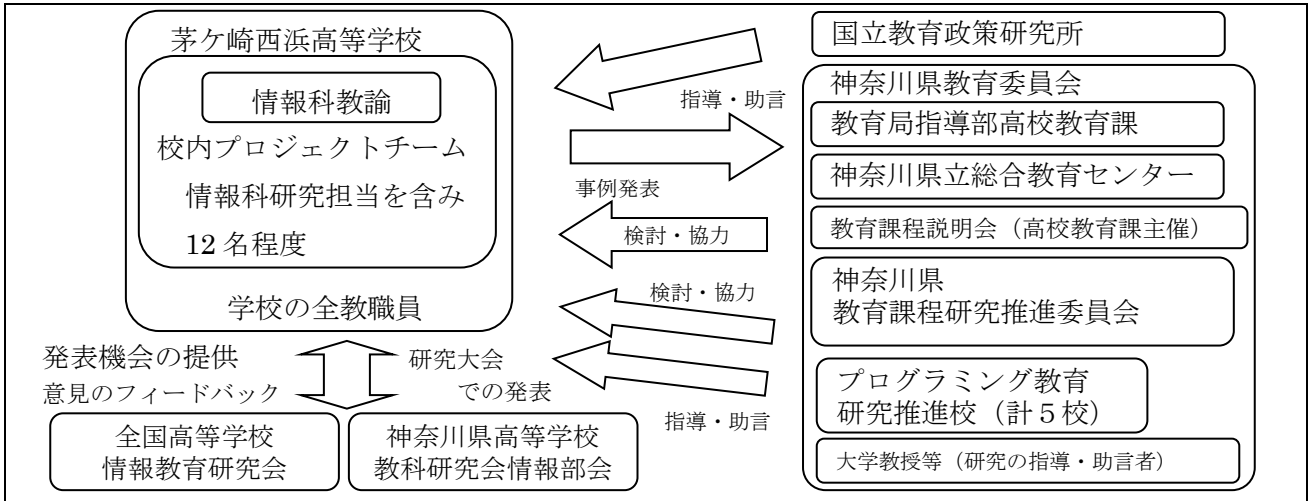 茅ケ崎西浜高等学校
情報科教諭
校内プロジェクトチーム
情報科研究担当を含み
12 名程度
学校の全教職員
指導・助言
事例発表
検討・協力
検討・協力
指導・助言
国立教育政策研究所
神奈川県教育委員会
教育局指導部高校教育課
神奈川県立総合教育センター
教育課程説明会（高校教育課主催）
神奈川県
教育課程研究推進委員会
プログラミング教育
研究推進校（計５校）
大学教授等（研究の指導・助言者）
発表機会の提供
意見のフィードバック
研究大会
での発表
全国高等学校
情報教育研究会
神奈川県高等学校
教科研究会情報部会